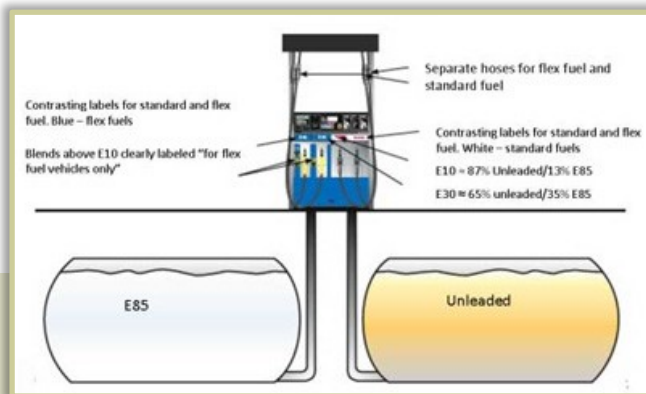 Separate hoses for flex fuel and
standard fuel
Contrasting labels for standard and flex
fuel. Blue – flex fuels
Blends above E10 clearly labeled "for flex
fuel vehicles only"
Contrasting labels for standard and flex
fuel. White – standard fuels
E10 ≈ 87% Unleaded/13% E85
E30 ≈ 65% unleaded/35% E85
E85
Unleaded